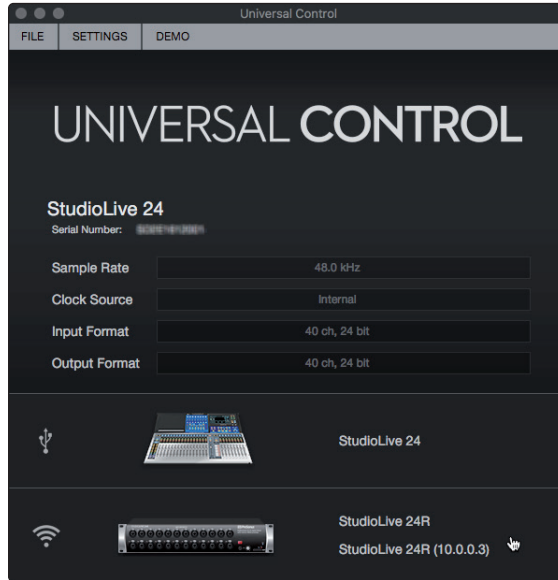 Universal Control
FILE SETTINGS DEMO
UNIVERSAL CONTROL
StudioLive 24
Serial Number:
Sample Rate 48.0 kHz
Clock Source Internal
Input Format 40 ch, 24 bit
Output Format 40 ch, 24 bit
StudioLive 24
StudioLive 24R
StudioLive 24R (10.0.0.3)